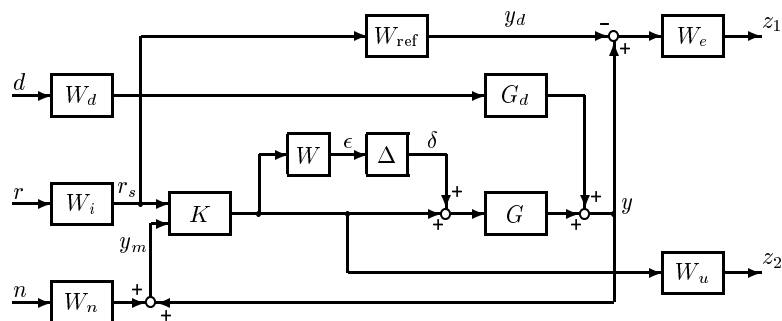 y_d - z_1
W_ref W_e
+
d
W_d G_d
W ϵ Δ δ
+ +
r W_i r_s K G y
+ +
y_m
z_2
W_u
n + W_n
+